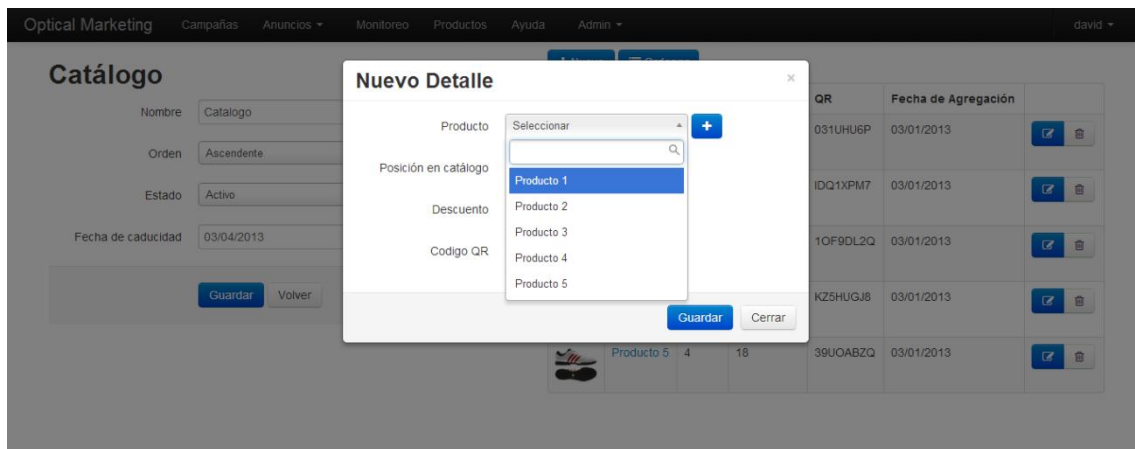 Optical Marketing Campañas Anuncios Monitoreo Productos Ayuda Admin david
Catálogo
Nombre Catalogo
Orden Ascendente
Estado Activo
Fecha de caducidad 03/04/2013
Guardar Volver
Nuevo Detalle ×
Producto Seleccionar
Posición en catálogo
Descuento
Codigo QR
Producto 1
Producto 2
Producto 3
Producto 4
Producto 5
Guardar Cerrar
QR Fecha de Agregación
031UHU6P 03/01/2013
IDQ1XPM7 03/01/2013
1OF9DL2Q 03/01/2013
KZ5HUGJ8 03/01/2013
Producto 5 4 18 39UOABZQ 03/01/2013